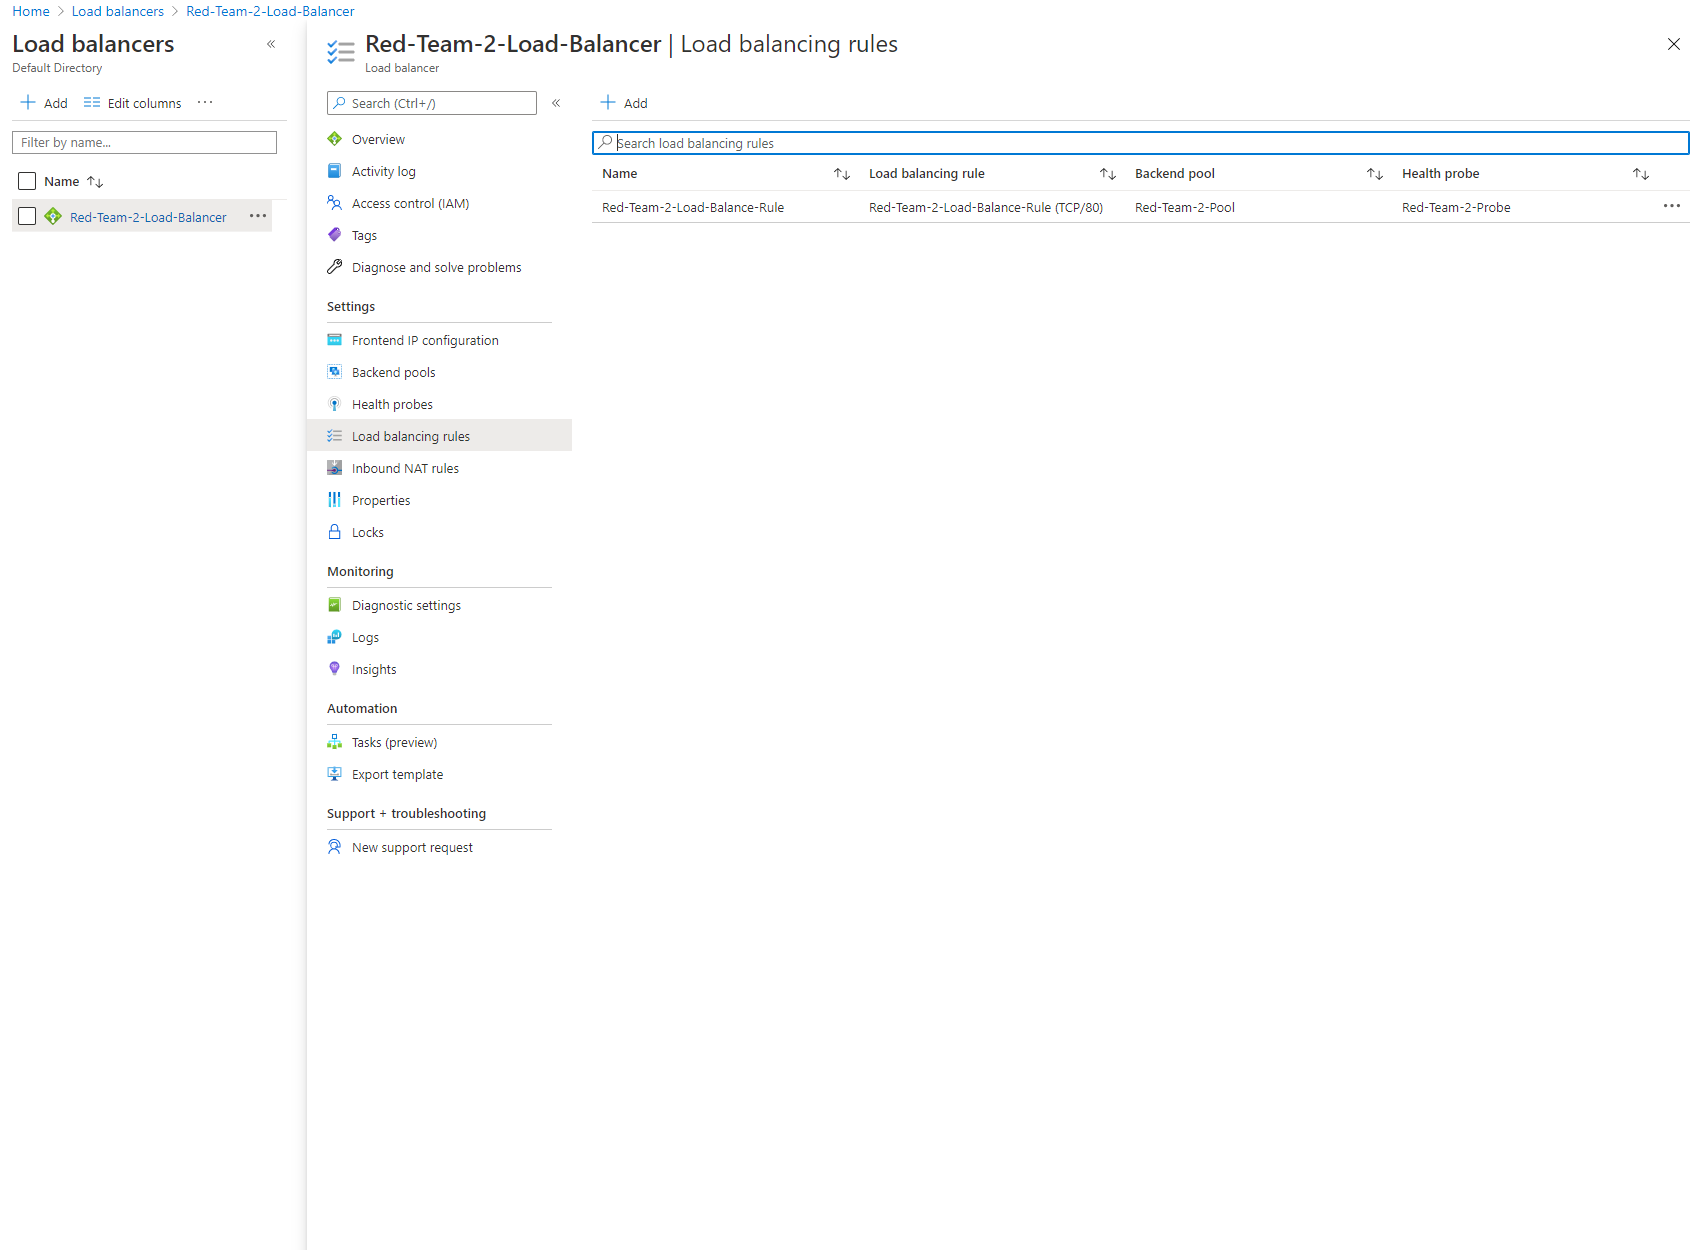 Home > Load balancers > Red-Team-2-Load-Balancer
Load balancers
Default Directory
Add
Edit columns
Filter by name...
Name
Red-Team-2-Load-Balancer
Red-Team-2-Load-Balancer | Load balancing rules
Load balancer
Search (Ctrl+/)
Overview
Activity log
Access control (IAM)
Tags
Diagnose and solve problems
Settings
Frontend IP configuration
Backend pools
Health probes
Load balancing rules
Inbound NAT rules
Properties
Locks
Monitoring
Diagnostic settings
Logs
Insights
Automation
Tasks (preview)
Export template
Support + troubleshooting
New support request
Add
Search load balancing rules
Name Load balancing rule Backend pool Health probe
Red-Team-2-Load-Balance-Rule Red-Team-2-Load-Balance-Rule (TCP/80) Red-Team-2-Pool Red-Team-2-Probe